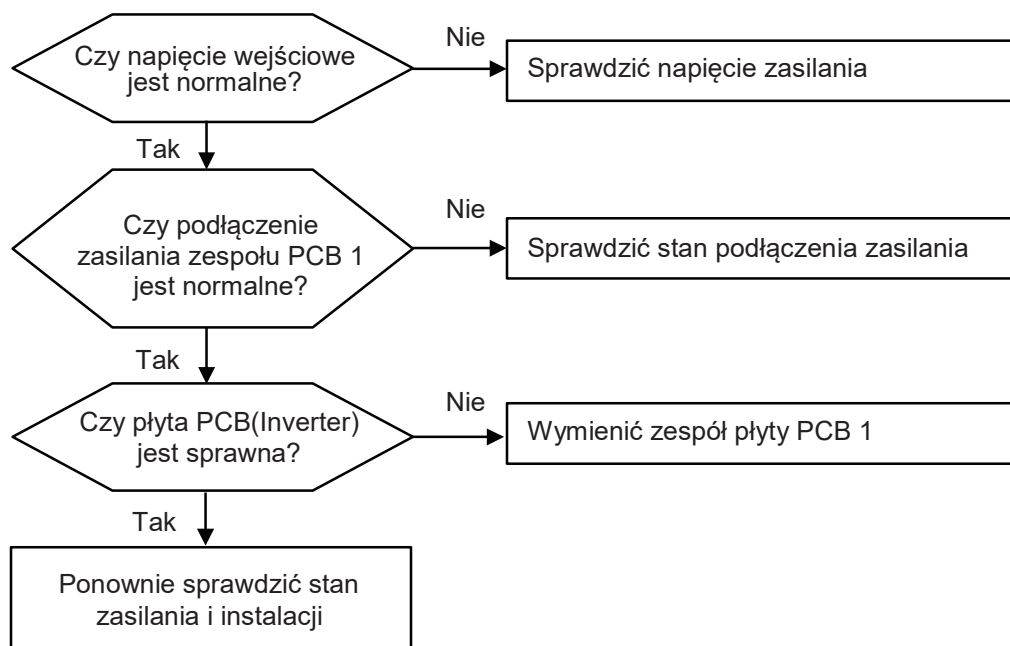 Czy napięcie wejściowe
jest normalne?
Nie
Sprawdzić napięcie zasilania
Tak
Czy podłączenie
zasilania zespołu PCB 1
jest normalne?
Nie
Sprawdzić stan podłączenia zasilania
Tak
Czy płyta PCB(Inverter)
jest sprawna?
Nie
Wymienić zespół płyty PCB 1
Tak
Ponownie sprawdzić stan
zasilania i instalacji